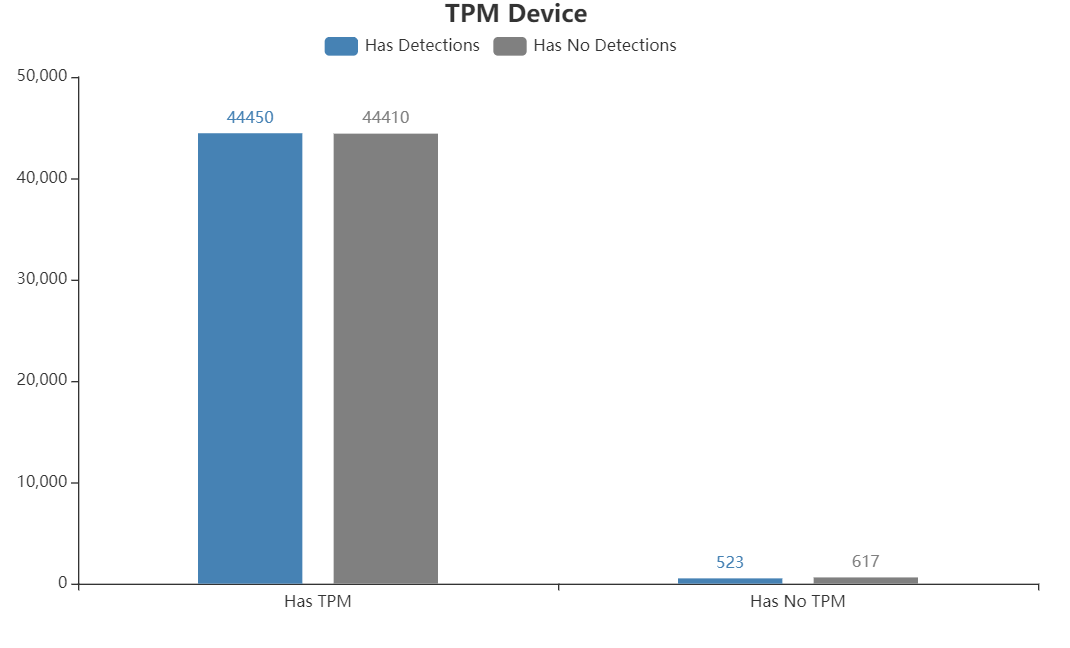 TPM Device
Has Detections Has No Detections
50,000
40,000
30,000
20,000
10,000
0
44450 44410
523 617
Has TPM Has No TPM